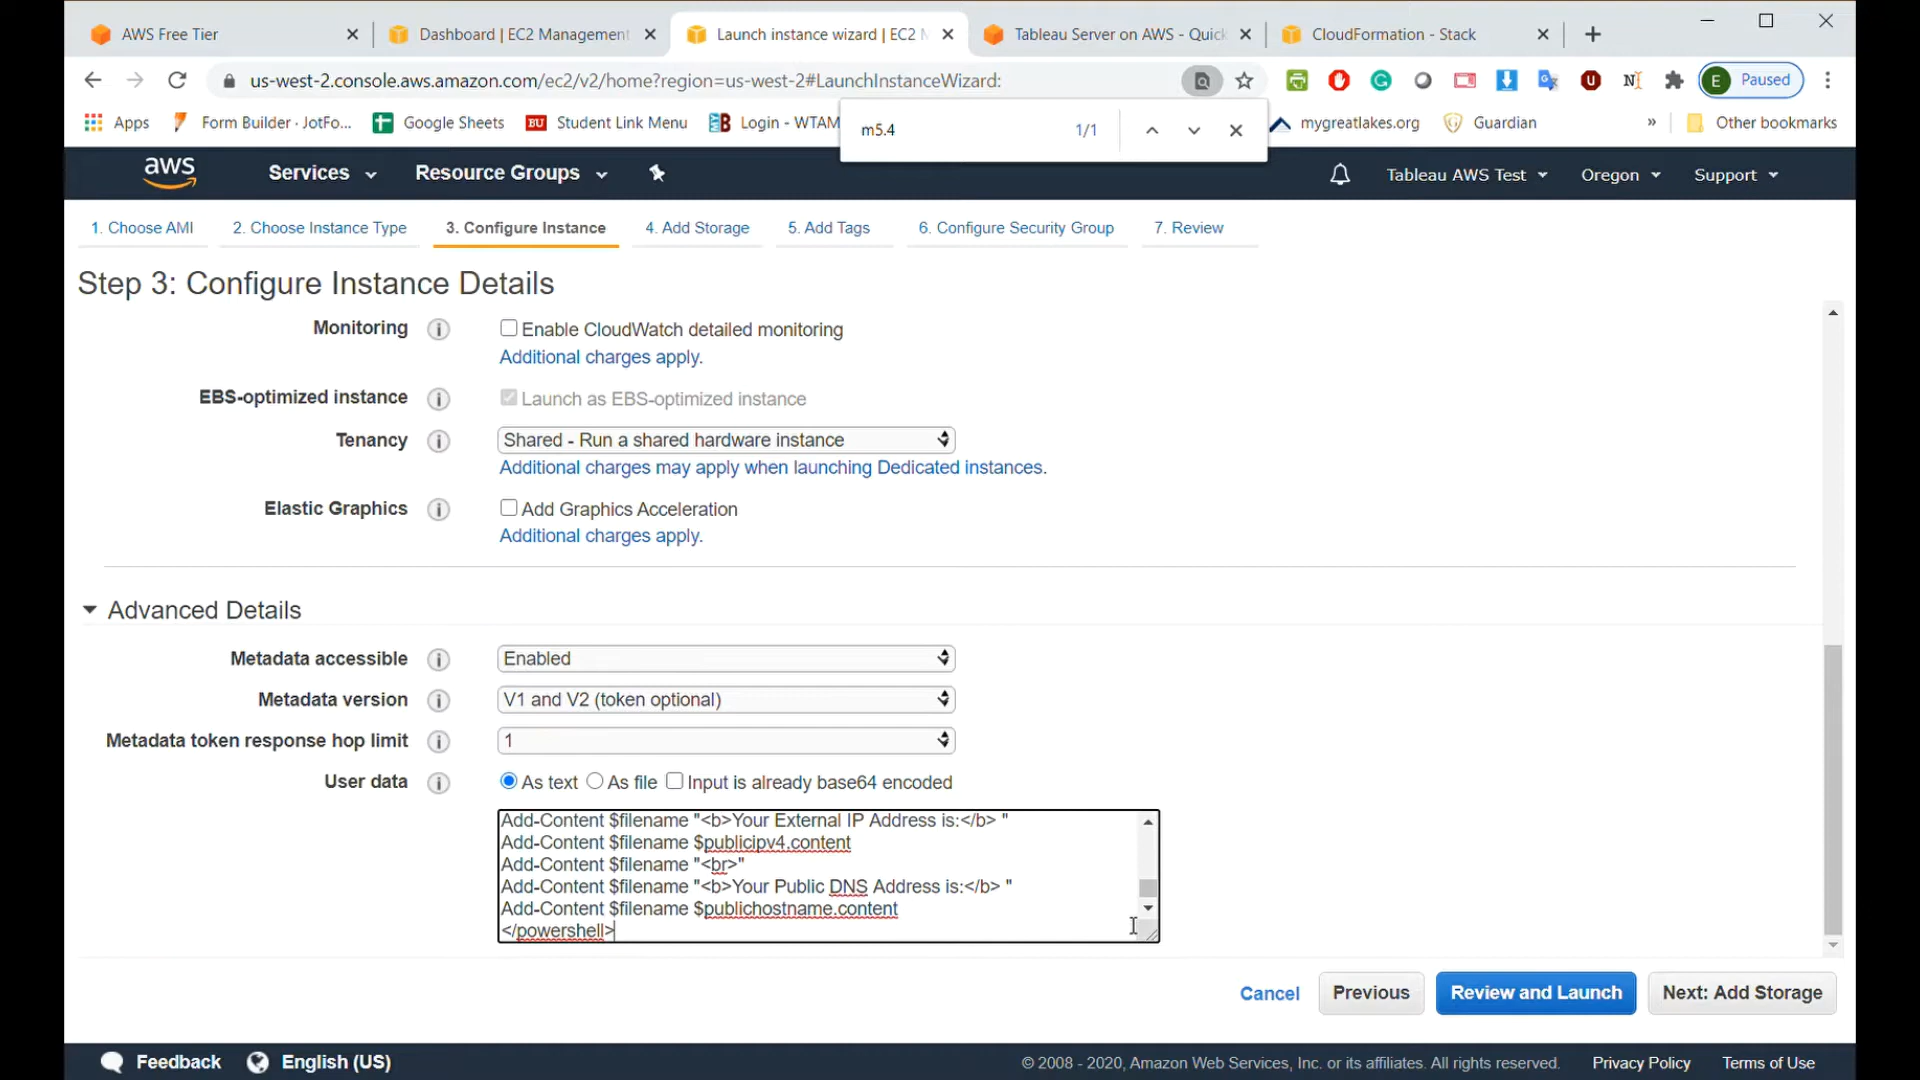 AWS Free Tier
Dashboard | EC2 Management
Launch instance wizard | EC2 M
Tableau Server on AWS - Quick
CloudFormation - Stack
us-west-2.console.aws.amazon.com/ec2/v2/home?region=us-west-2#LaunchInstanceWizard:
E Paused
Apps
Form Builder · JotFo...
Google Sheets
BU Student Link Menu
Login - WTAM
m5.4
1/1
mygreatlakes.org
Guardian
»
Other bookmarks
aws
Services
Resource Groups
Tableau AWS Test
Oregon
Support
1. Choose AMI
2. Choose Instance Type
3. Configure Instance
4. Add Storage
5. Add Tags
6. Configure Security Group
7. Review
Step 3: Configure Instance Details
Monitoring
Enable CloudWatch detailed monitoring
Additional charges apply.
EBS-optimized instance
Launch as EBS-optimized instance
Tenancy
Shared - Run a shared hardware instance
Additional charges may apply when launching Dedicated instances.
Elastic Graphics
Add Graphics Acceleration
Additional charges apply.
Advanced Details
Metadata accessible
Enabled
Metadata version
V1 and V2 (token optional)
Metadata token response hop limit
1
User data
As text
As file
Input is already base64 encoded
Add-Content $filename "<b>Your External IP Address is:</b> "
Add-Content $filename $publicipv4.content
Add-Content $filename "<br>"
Add-Content $filename "<b>Your Public DNS Address is:</b> "
Add-Content $filename $publichostname.content
</powershell>
Cancel
Previous
Review and Launch
Next: Add Storage
Feedback
English (US)
© 2008 - 2020, Amazon Web Services, Inc. or its affiliates. All rights reserved.
Privacy Policy
Terms of Use